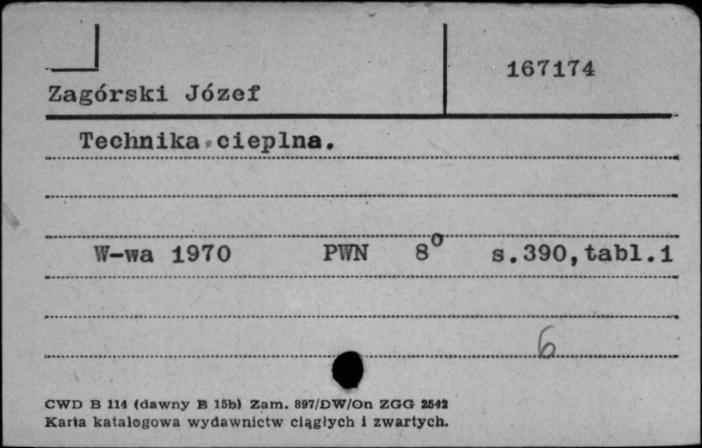 167174
Zagórski Józef
Technika cieplna.
W-wa 1970 PWN 8° s.390,tabl.1
6
CWD B 114 (dawny B 15b) Zam. 897/DW/On ZGG 2542
Karta katalogowa wydawnictw ciągłych i zwartych.